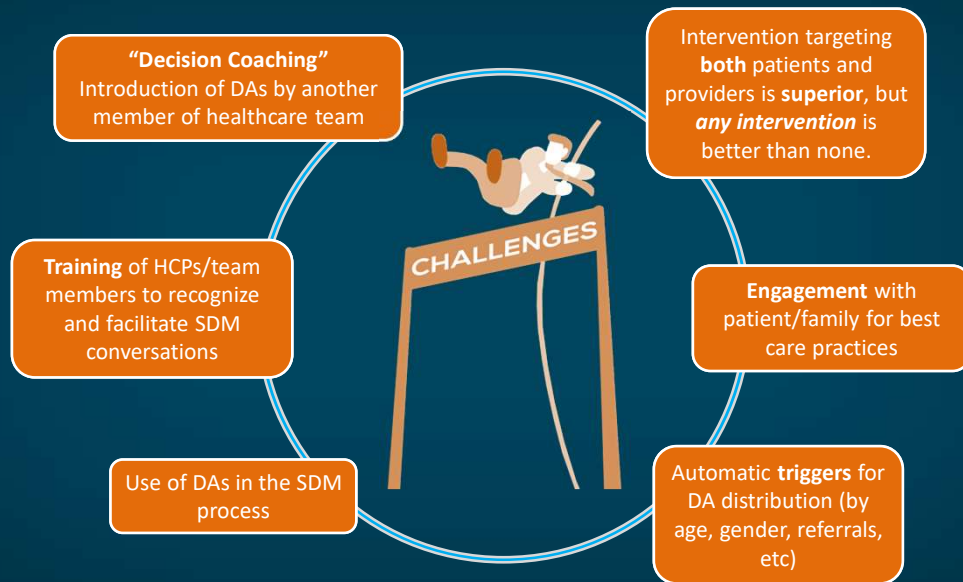 “Decision Coaching”
Introduction of DAs by another
member of healthcare team
Intervention targeting
both patients and
providers is superior, but
any intervention is
better than none.
CHALLENGES
Training of HCPs/team
members to recognize
and facilitate SDM
conversations
Engagement with
patient/family for best
care practices
Use of DAs in the SDM
process
Automatic triggers for
DA distribution (by
age, gender, referrals,
etc)